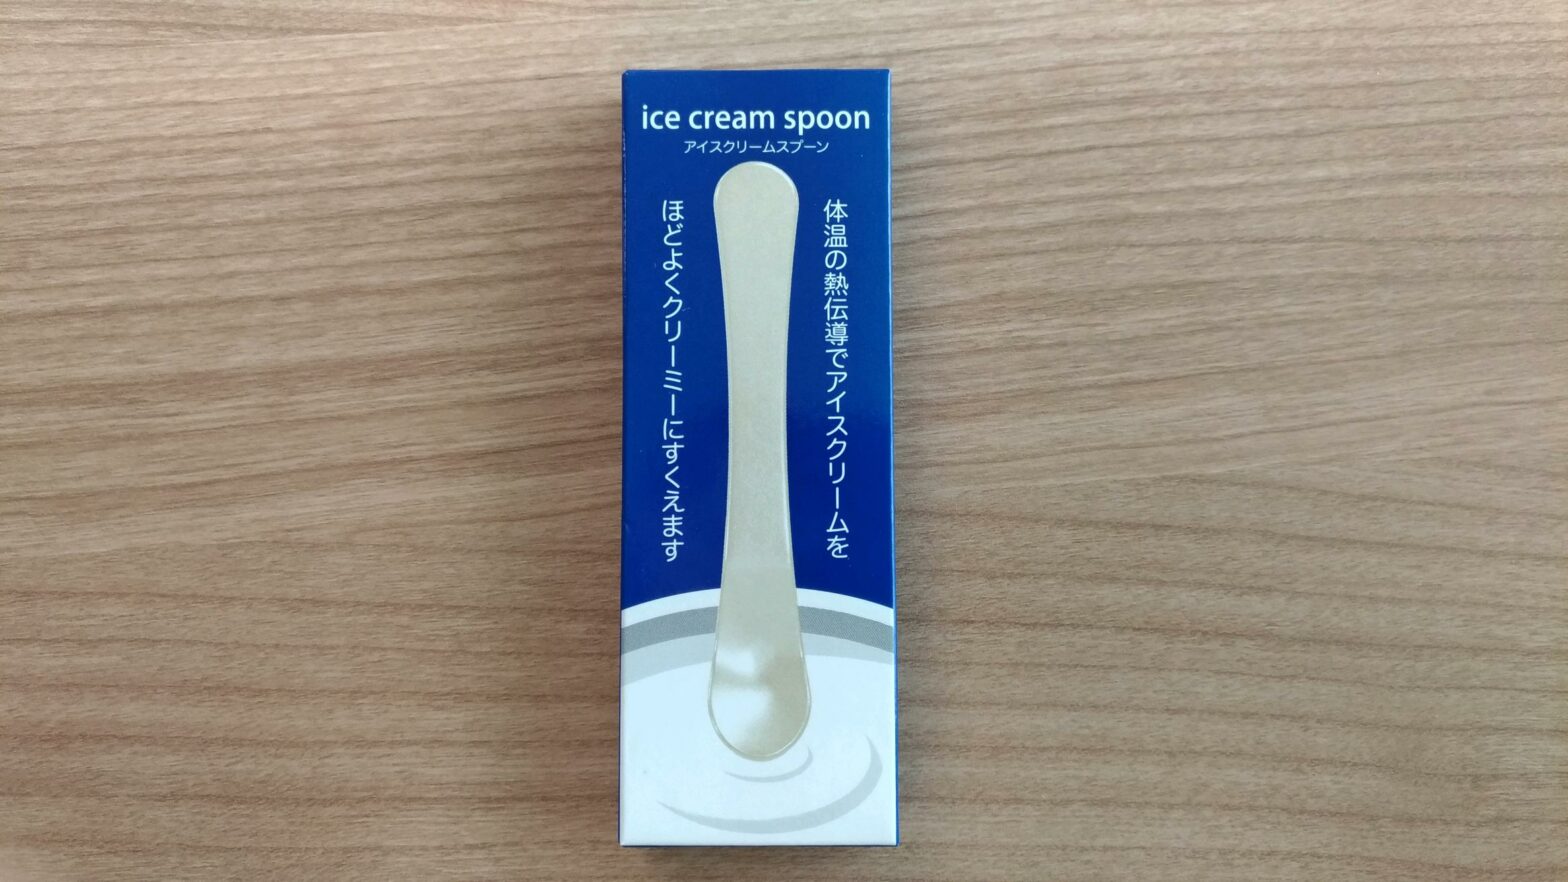 ice cream spoon
アイスクリームスプーン
体温の熱伝導でアイスクリームを
ほどよくクリーミーにすくえます